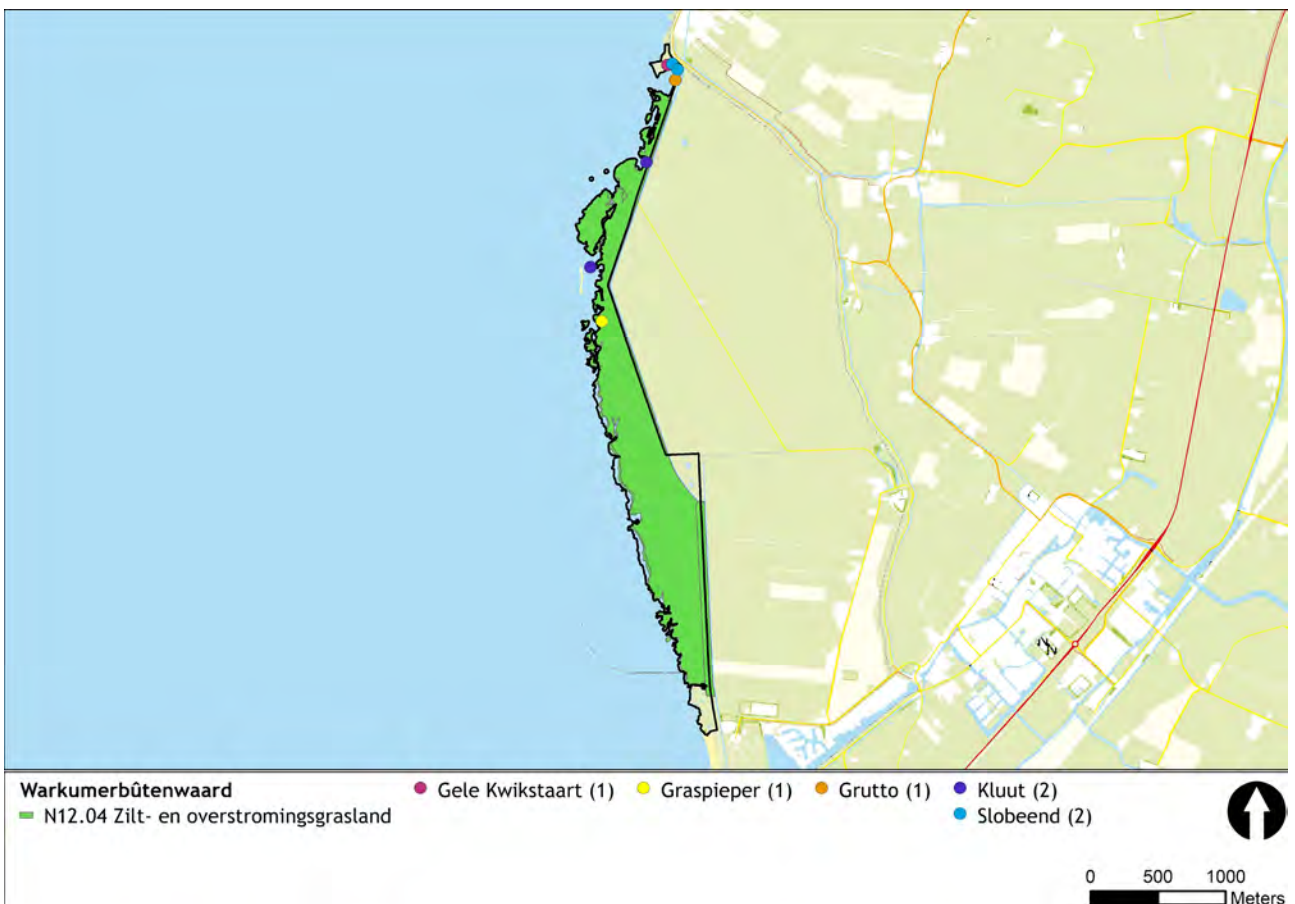 Warkumerbûtenwaard
N12.04 Zilt- en overstromingsgrasland
Gele Kwikstaart (1)
Graspieper (1)
Grutto (1)
Kluut (2)
Slobeend (2)
0 500 1000
Meters